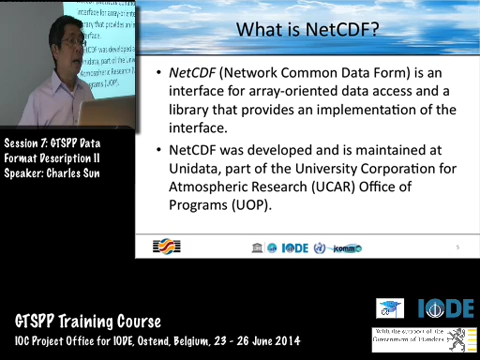 What is NetCDF?
• NetCDF (Network Common Data Form) is an
interface for array-oriented data access and a
library that provides an implementation of the
interface.
• NetCDF was developed and is maintained at
Unidata, part of the University Corporation for
Atmospheric Research (UCAR) Office of
Programs (UOP).
5
IODE
jcomm
Session 7: GTSPP Data
Format Description II
Speaker: Charles Sun
GTSPP Training Course
IOC Project Office for IODE, Ostend, Belgium, 23 - 26 June 2014
IODE
With the support of the
Government of Flanders